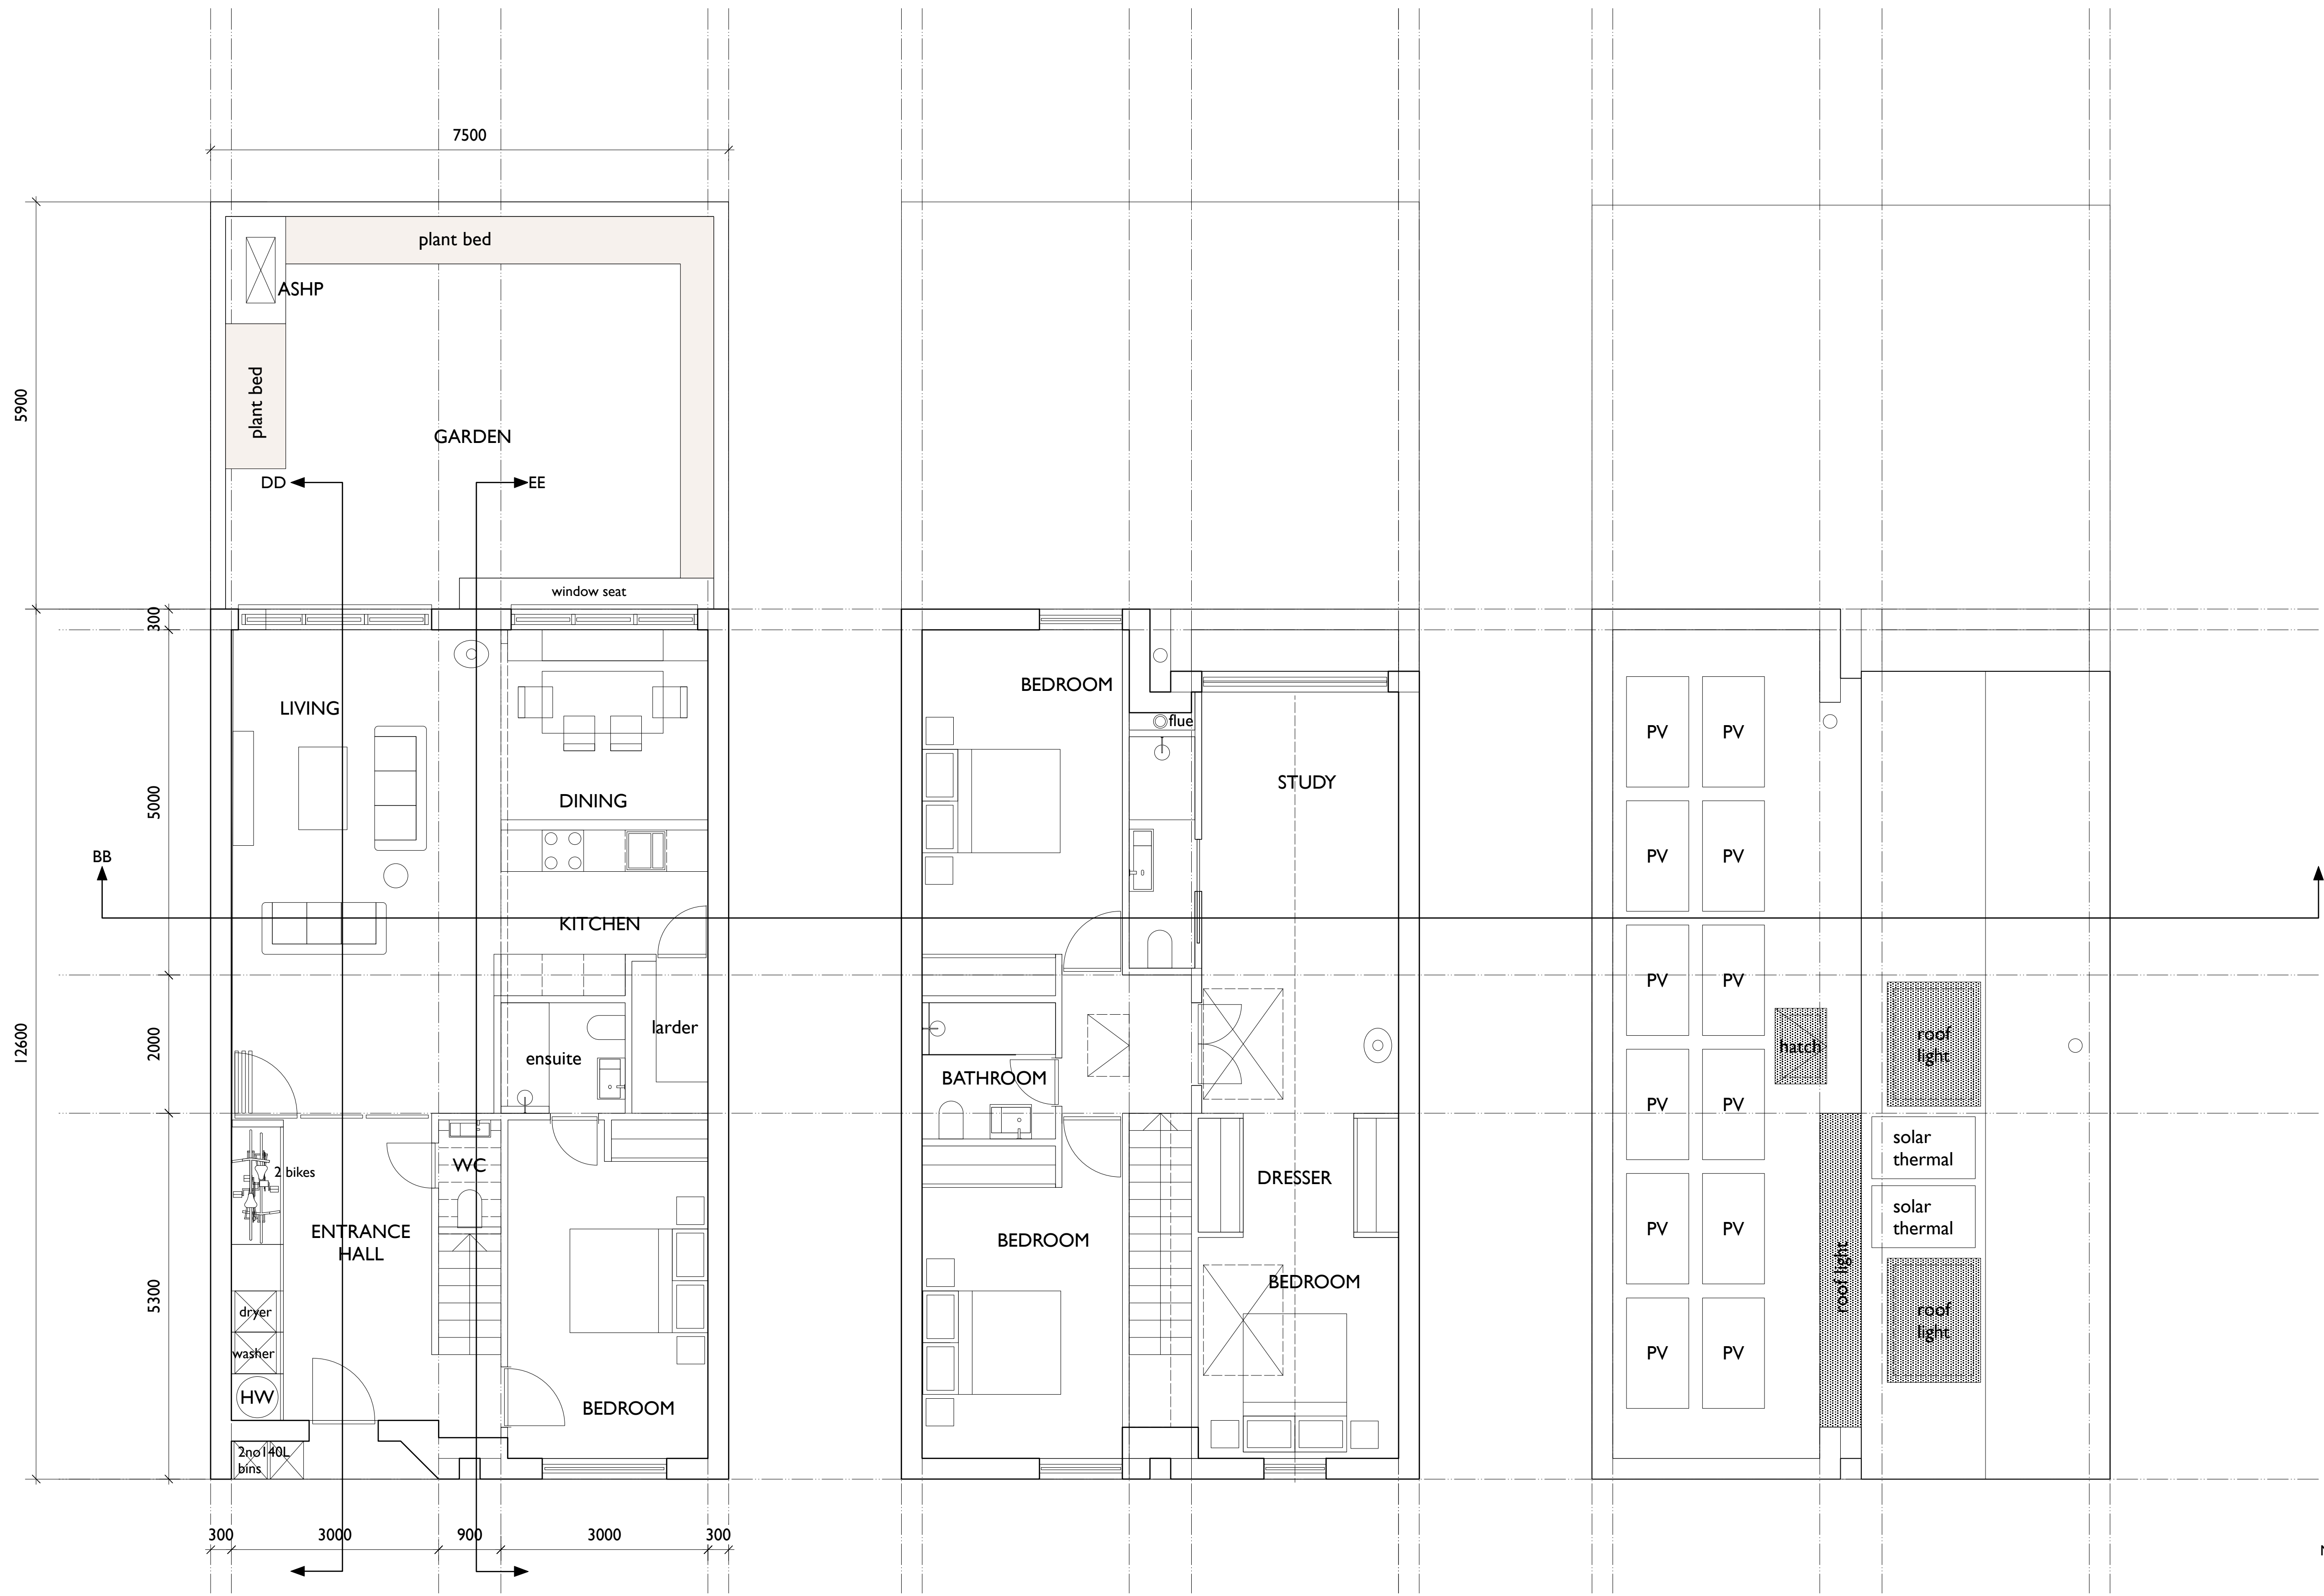 7500
plant bed
ASHP
plant bed
5900
GARDEN
DD
EE
window seat
300
LIVING
DINING
5000
BB
KITCHEN
larder
ensuite
2000
12600
WC
2 bikes
ENTRANCE
HALL
5300
dryer
washer
HW
BEDROOM
2no140L
bins
300
3000
900
3000
300
BEDROOM
flue
STUDY
BATHROOM
DRESSER
BEDROOM
BEDROOM
PV
PV
PV
PV
PV
PV
hatch
roof
light
PV
PV
solar
thermal
solar
thermal
PV
PV
roof light
roof
light
PV
PV